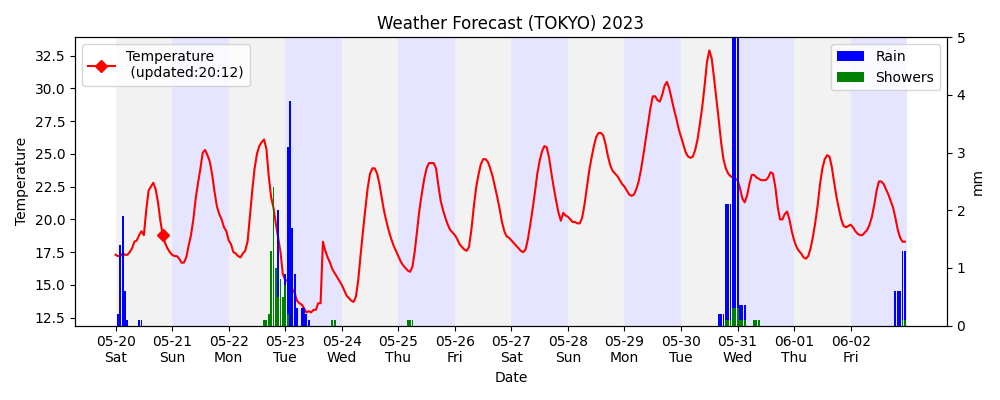 Weather Forecast (TOKYO) 2023
Temperature
(updated:20:12)
Rain
Showers
Temperature
32.5
30.0
27.5
25.0
22.5
20.0
17.5
15.0
12.5
5
4
3
2
1
0
mm
05-20 05-21 05-22 05-23 05-24 05-25 05-26 05-27 05-28 05-29 05-30 05-31 06-01 06-02
Sat Sun Mon Tue Wed Thu Fri Sat Sun Mon Tue Wed Thu Fri
Date